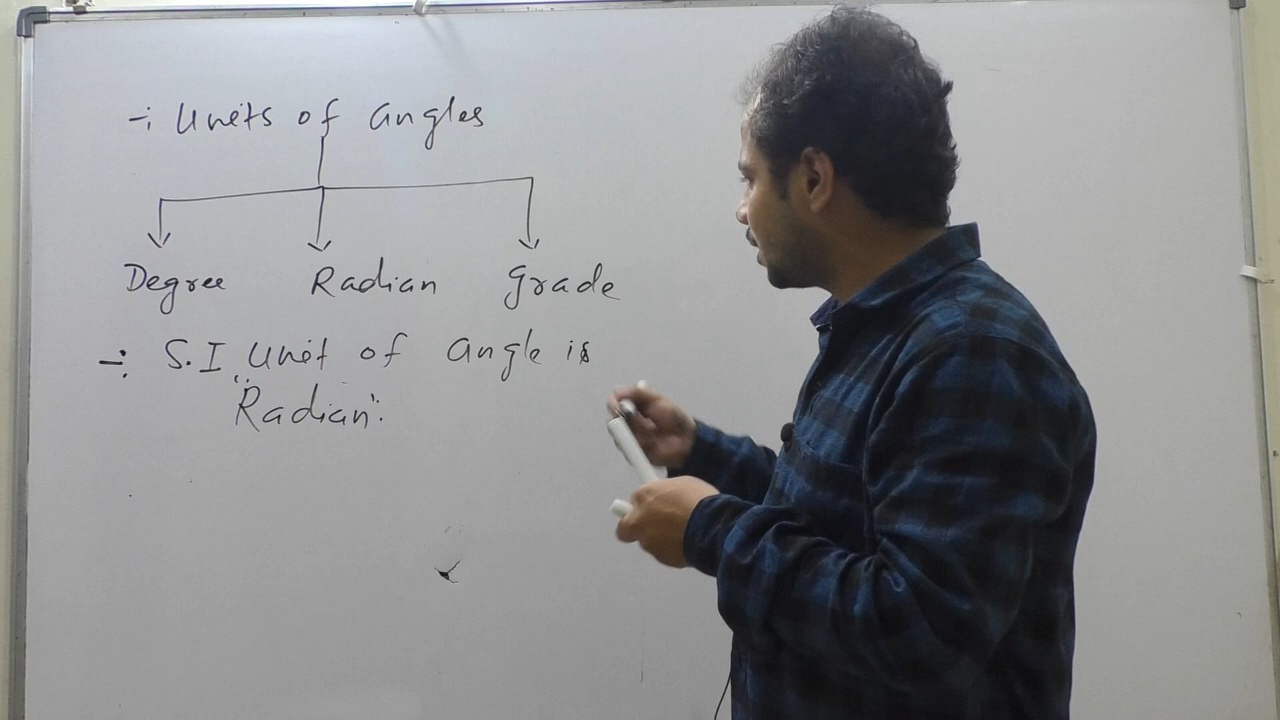 -: Units of angles
Degree Radian Grade
-: S.I Unit of angle is
"Radian".